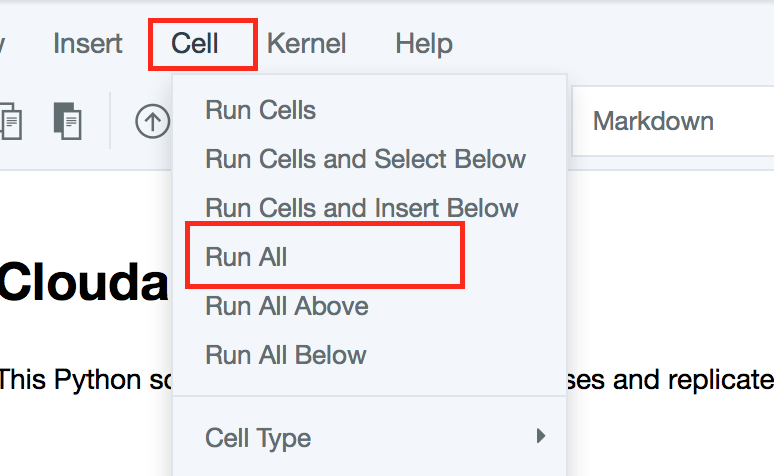 Insert Cell Kernel Help
Run Cells
Markdown
Run Cells and Select Below
Run Cells and Insert Below
Run All
Clouda
Run All Above
Run All Below
This Python ses and replicate
Cell Type